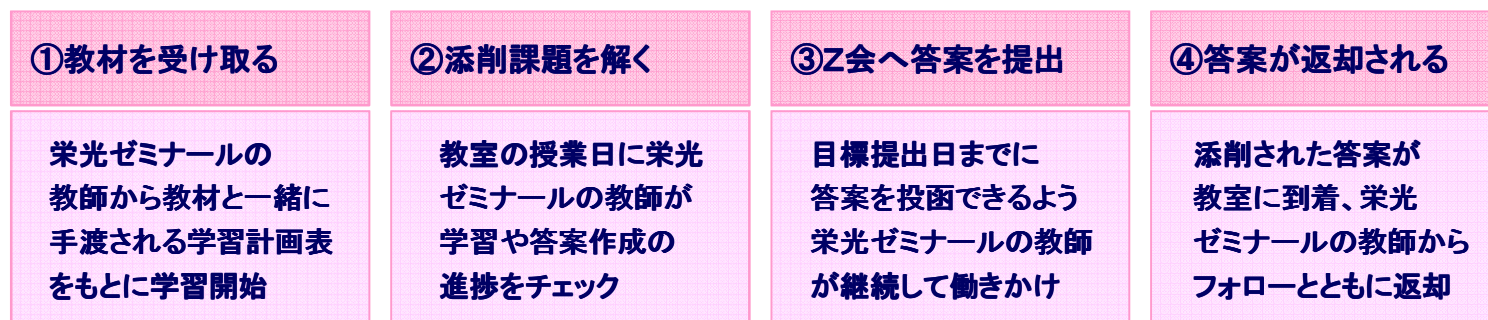 ①教材を受け取る
栄光ゼミナールの
教師から教材と一緒に
手渡される学習計画表
をもとに学習開始
②添削課題を解く
教室の授業日に栄光
ゼミナールの教師が
学習や答案作成の
進捗をチェック
③Z会へ答案を提出
目標提出日までに
答案を投函できるよう
栄光ゼミナールの教師
が継続して働きかけ
④答案が返却される
添削された答案が
教室に到着、栄光
ゼミナールの教師から
フォローとともに返却